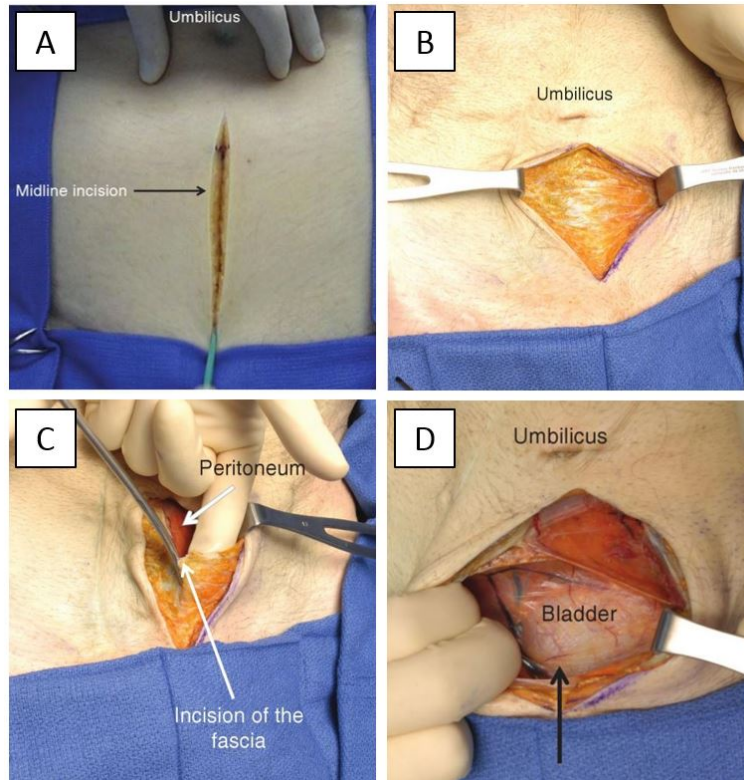 A
Umbilicus
Midline incision
B
Umbilicus
C
Peritoneum
Incision of the
fascia
D
Umbilicus
Bladder